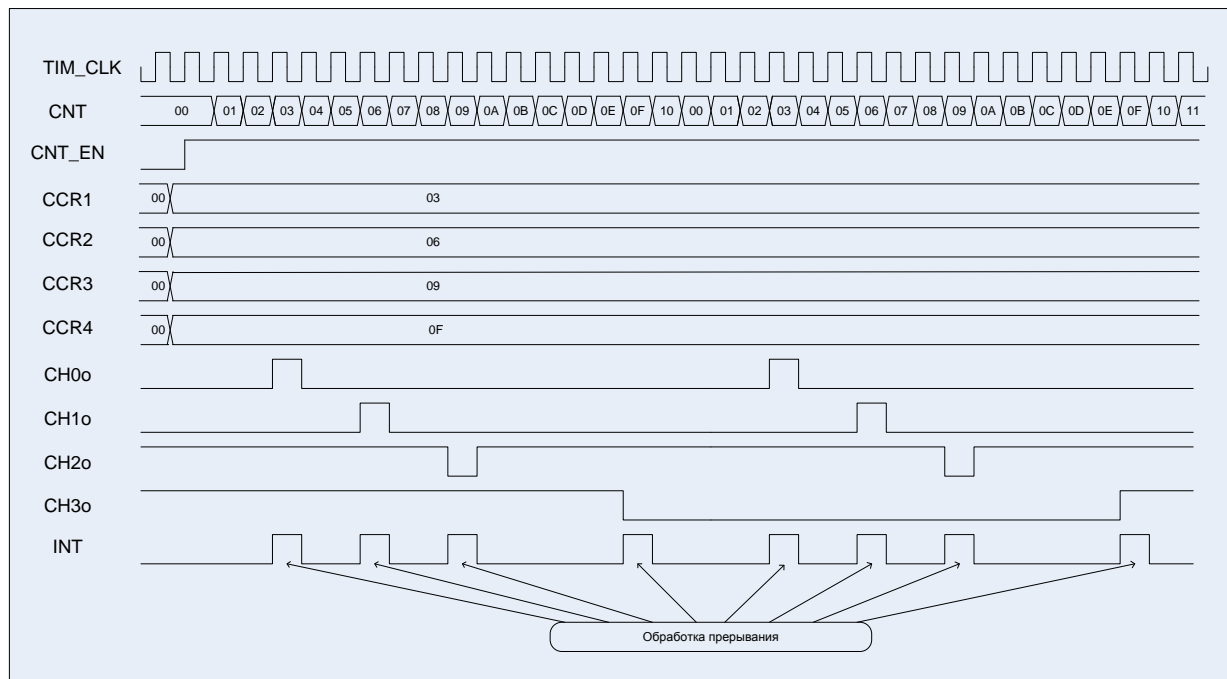 TIM_CLK
CNT 00 01 02 03 04 05 06 07 08 09 0A 0B 0C 0D 0E 0F 10 00 01 02 03 04 05 06 07 08 09 0A 0B 0C 0D 0E 0F 10 11
CNT_EN
CCR1 00 03
CCR2 00 06
CCR3 00 09
CCR4 00 0F
CH0o
CH1o
CH2o
CH3o
INT
Обработка прерывания